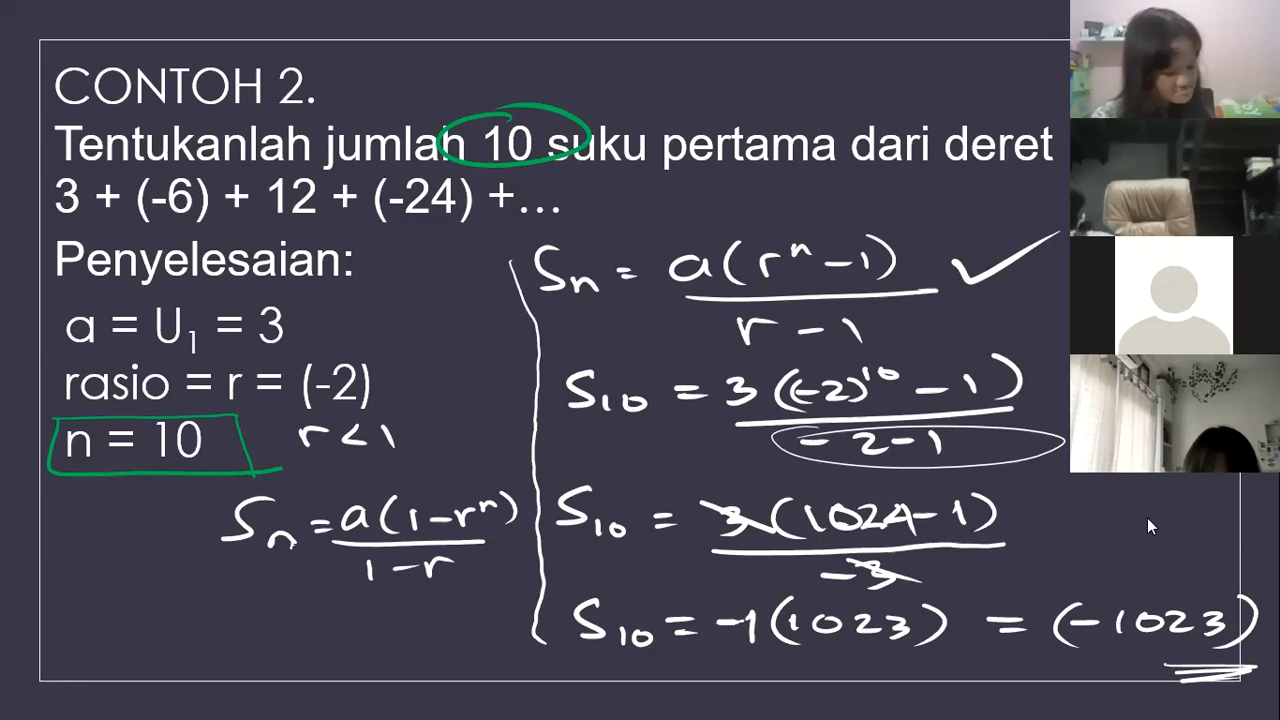 CONTOH 2.
Tentukanlah jumlah 10 suku pertama dari deret
3 + (-6) + 12 + (-24) +...
Penyelesaian:
a = U₁ = 3
rasio = r = (-2)
n = 10
r < 1
Sn = a(1-rⁿ)
1-r
Sn = a(rⁿ-1) ✓
r-1
S10 = 3((-2)¹⁰-1)
-2-1
S10 = 3(1024-1)
-3
S10 = -1(1023) = (-1023)